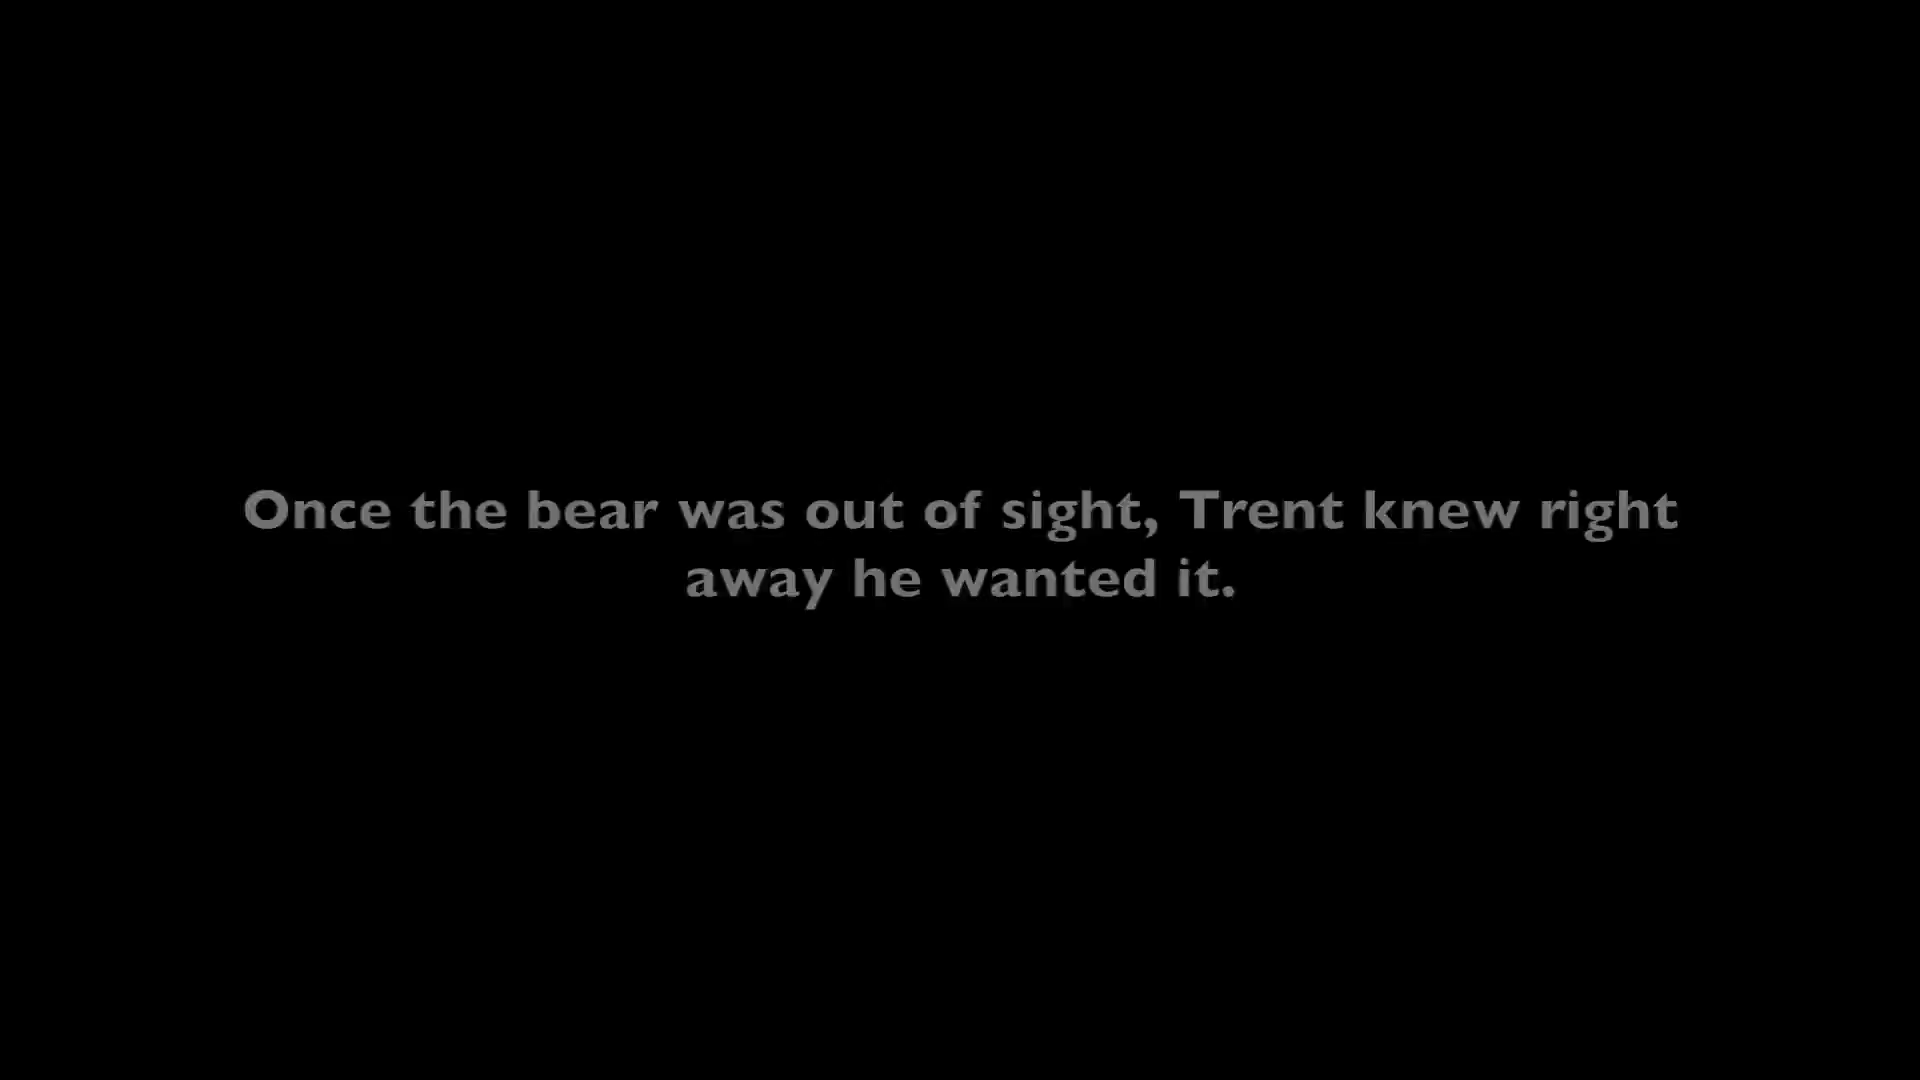 Once the bear was out of sight, Trent knew right
away he wanted it.